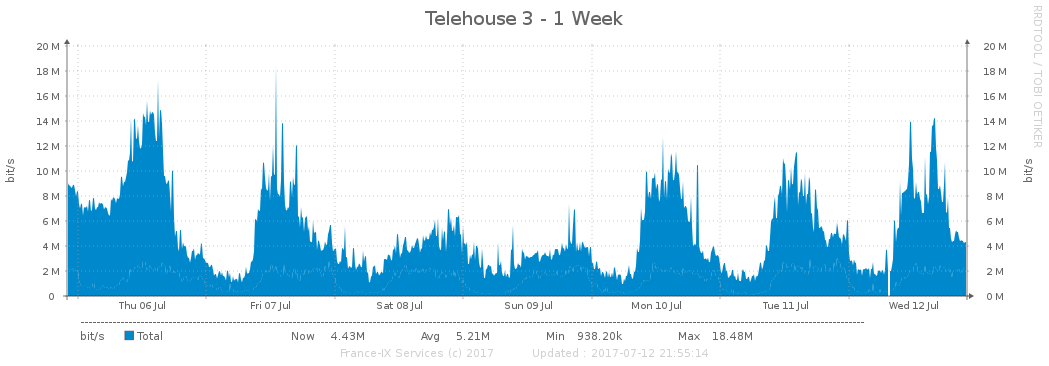 Telehouse 3 - 1 Week
RRDTOOL / TOBI OETIKER
20 M 20 M
18 M 18 M
16 M 16 M
14 M 14 M
12 M 12 M
10 M 10 M
8 M 8 M
6 M 6 M
4 M 4 M
2 M 2 M
0 0 M
bit/s bit/s
Thu 06 Jul Fri 07 Jul Sat 08 Jul Sun 09 Jul Mon 10 Jul Tue 11 Jul Wed 12 Jul
bit/s Total Now 4.43M Avg 5.21M Min 938.20k Max 18.48M
France-IX Services (c) 2017 Updated : 2017-07-12 21:55:14